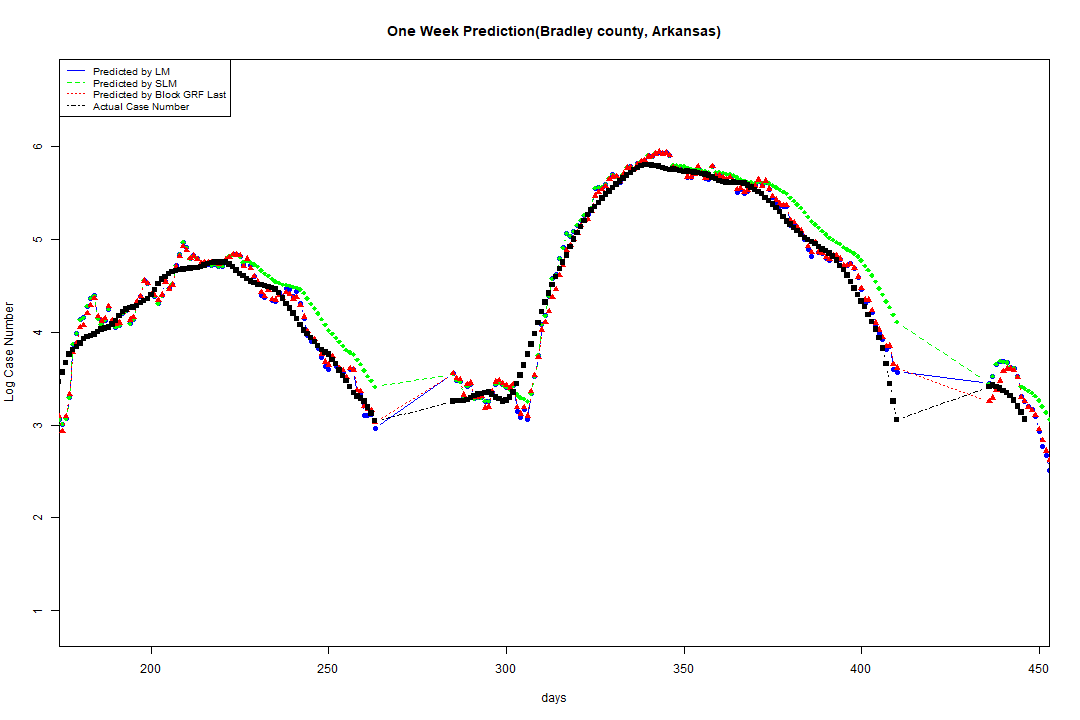 One Week Prediction(Bradley county, Arkansas)
Predicted by LM
Predicted by SLM
Predicted by Block GRF Last
Actual Case Number
Log Case Number
6
5
4
3
2
1
200 250 300 350 400 450
days